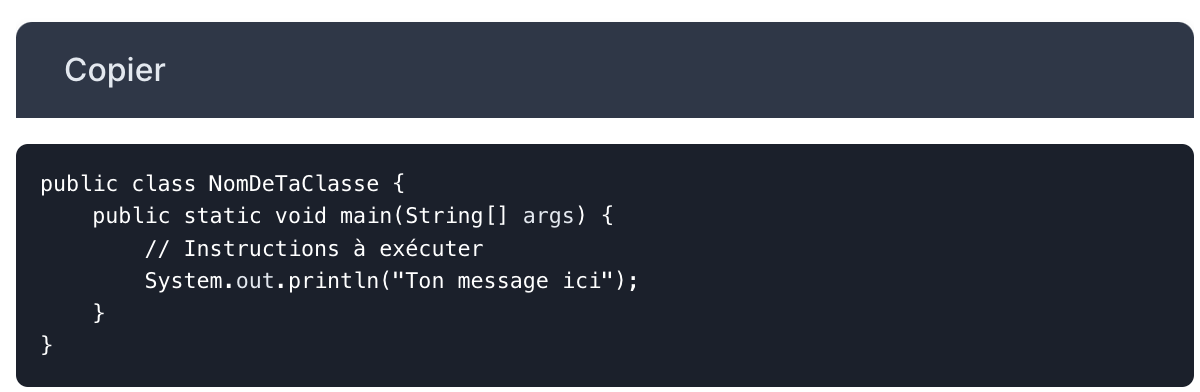 Copier
public class NomDeTaClasse {
    public static void main(String[] args) {
        // Instructions à exécuter
        System.out.println("Ton message ici");
    }
}